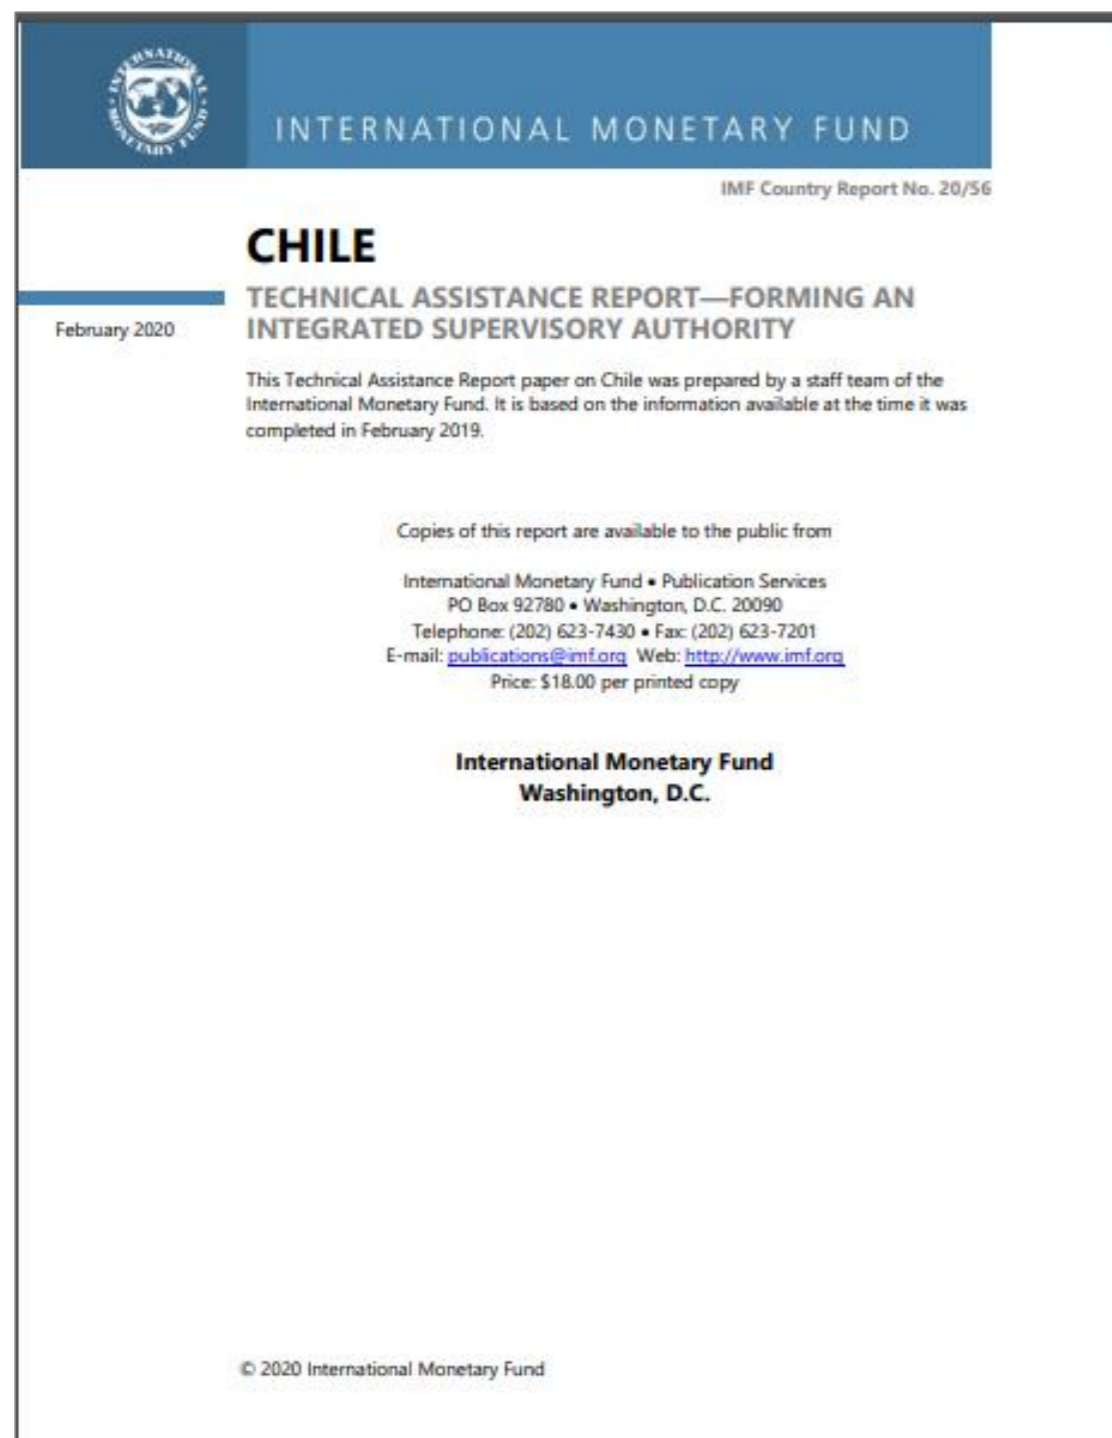 INTERNATIONAL MONETARY FUND
INTERNATIONAL MONETARY FUND
IMF Country Report No. 20/56
CHILE
TECHNICAL ASSISTANCE REPORT—FORMING AN
INTEGRATED SUPERVISORY AUTHORITY
February 2020
This Technical Assistance Report paper on Chile was prepared by a staff team of the
International Monetary Fund. It is based on the information available at the time it was
completed in February 2019.
Copies of this report are available to the public from
International Monetary Fund • Publication Services
PO Box 92780 • Washington, D.C. 20090
Telephone: (202) 623-7430 • Fax: (202) 623-7201
E-mail: publications@imf.org Web: http://www.imf.org
Price: $18.00 per printed copy
International Monetary Fund
Washington, D.C.
© 2020 International Monetary Fund